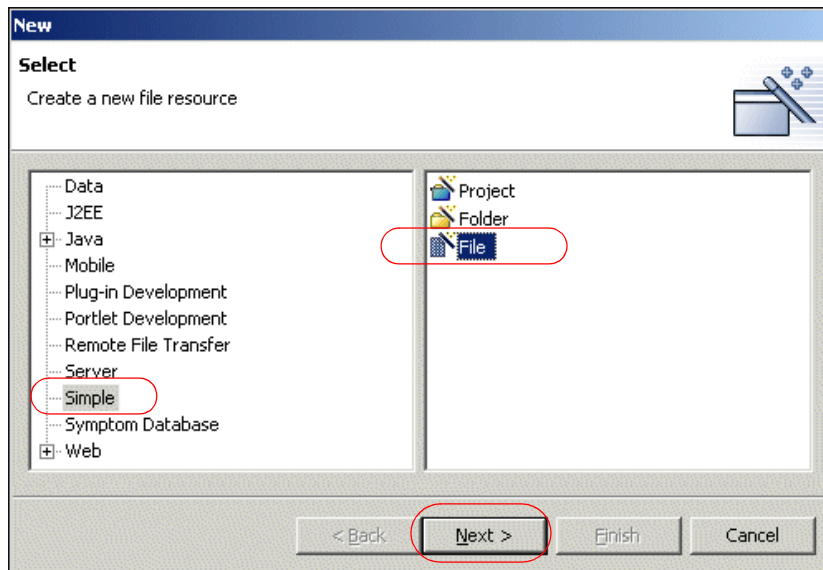 New
Select
Create a new file resource
Data
J2EE
Java
Mobile
Plug-in Development
Portlet Development
Remote File Transfer
Server
Simple
Symptom Database
Web
Project
Folder
File
< Back
Next >
Finish
Cancel